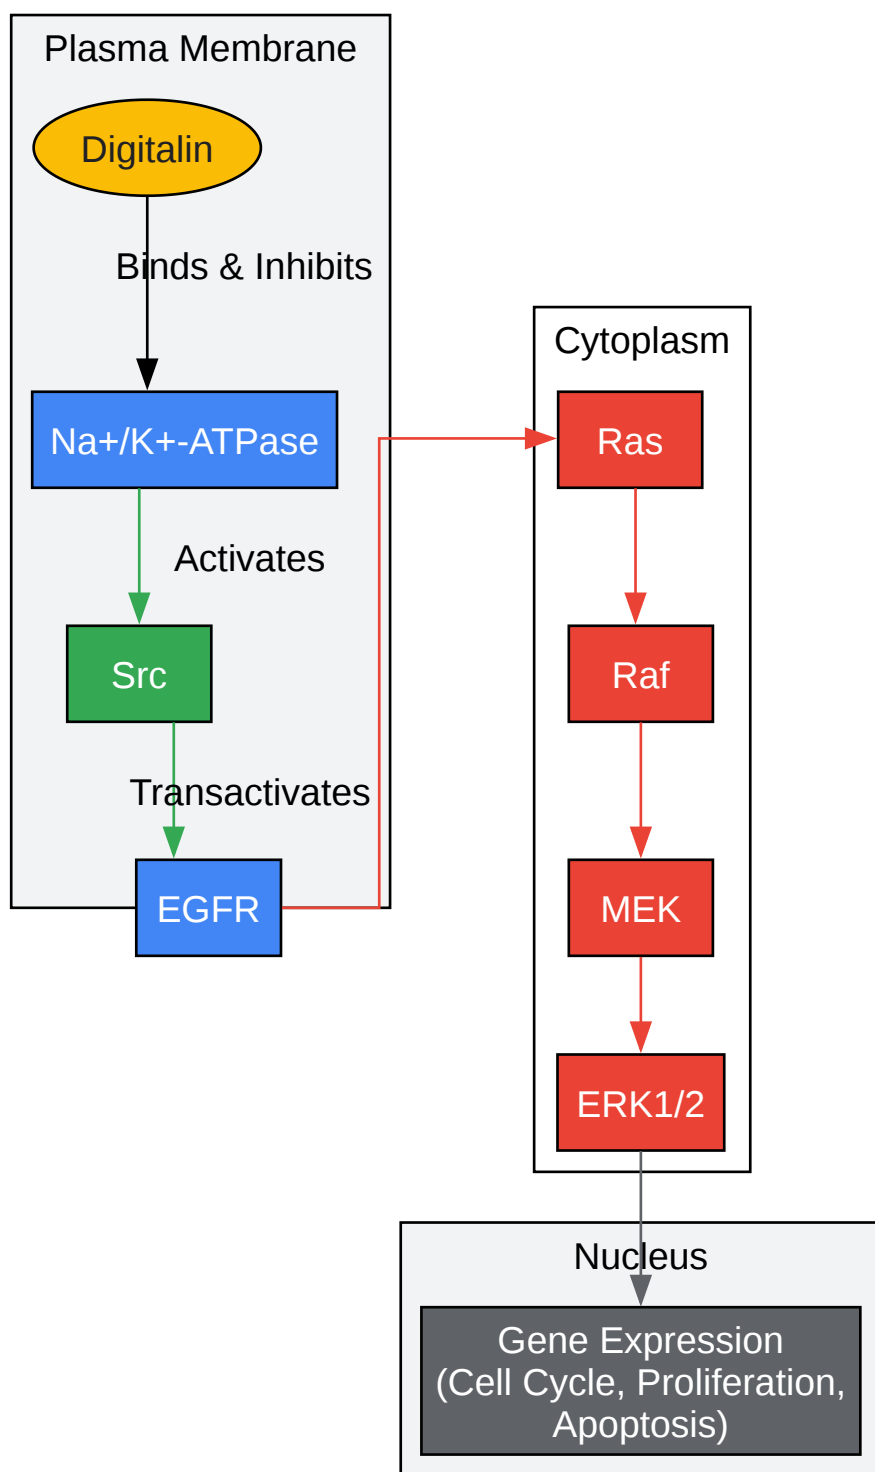 Plasma Membrane
Digitalin
Binds & Inhibits
Na+/K+-ATPase
Activates
Src
Transactivates
EGFR
Cytoplasm
Ras
Raf
MEK
ERK1/2
Nucleus
Gene Expression
(Cell Cycle, Proliferation,
Apoptosis)